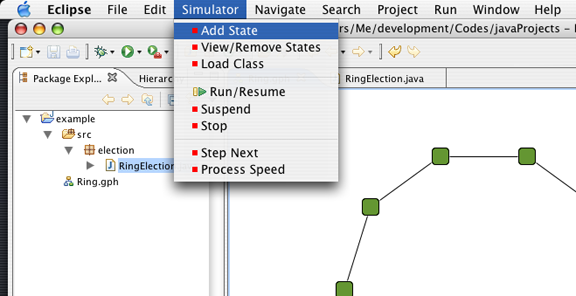 Eclipse File Edit Simulator Navigate Search Project Run Window Help
Add State
View/Remove States
Load Class
Run/Resume
Suspend
Stop
Step Next
Process Speed
rs/Me/development/Codes/javaProjects - E
Package Expl... Hierarc
RingElection.java
example
src
election
RingElection
Ring.gph